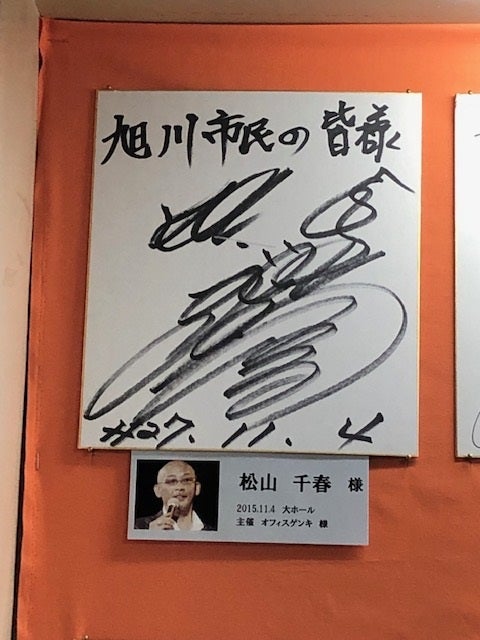 旭川市民の皆様へ
H27.11.4
松山 千春 様
2015.11.4 大ホール
主催 オフィスゲンキ 様